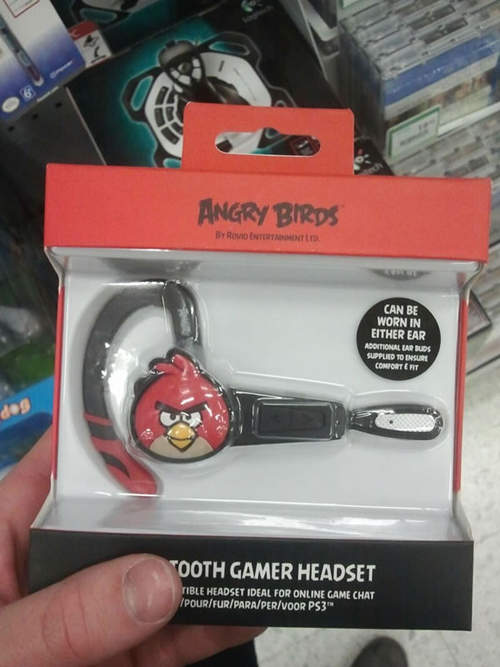 ANGRY BIRDS™
BY ROVIO ENTERTAINMENT LTD.
CAN BE
WORN IN
EITHER EAR
ADDITIONAL EAR BUDS
SUPPLIED TO ENSURE
COMFORT & FIT
TOOTH GAMER HEADSET
TIBLE HEADSET IDEAL FOR ONLINE GAME CHAT
/POUR/FUR/PARA/PER/VOOR PS3™